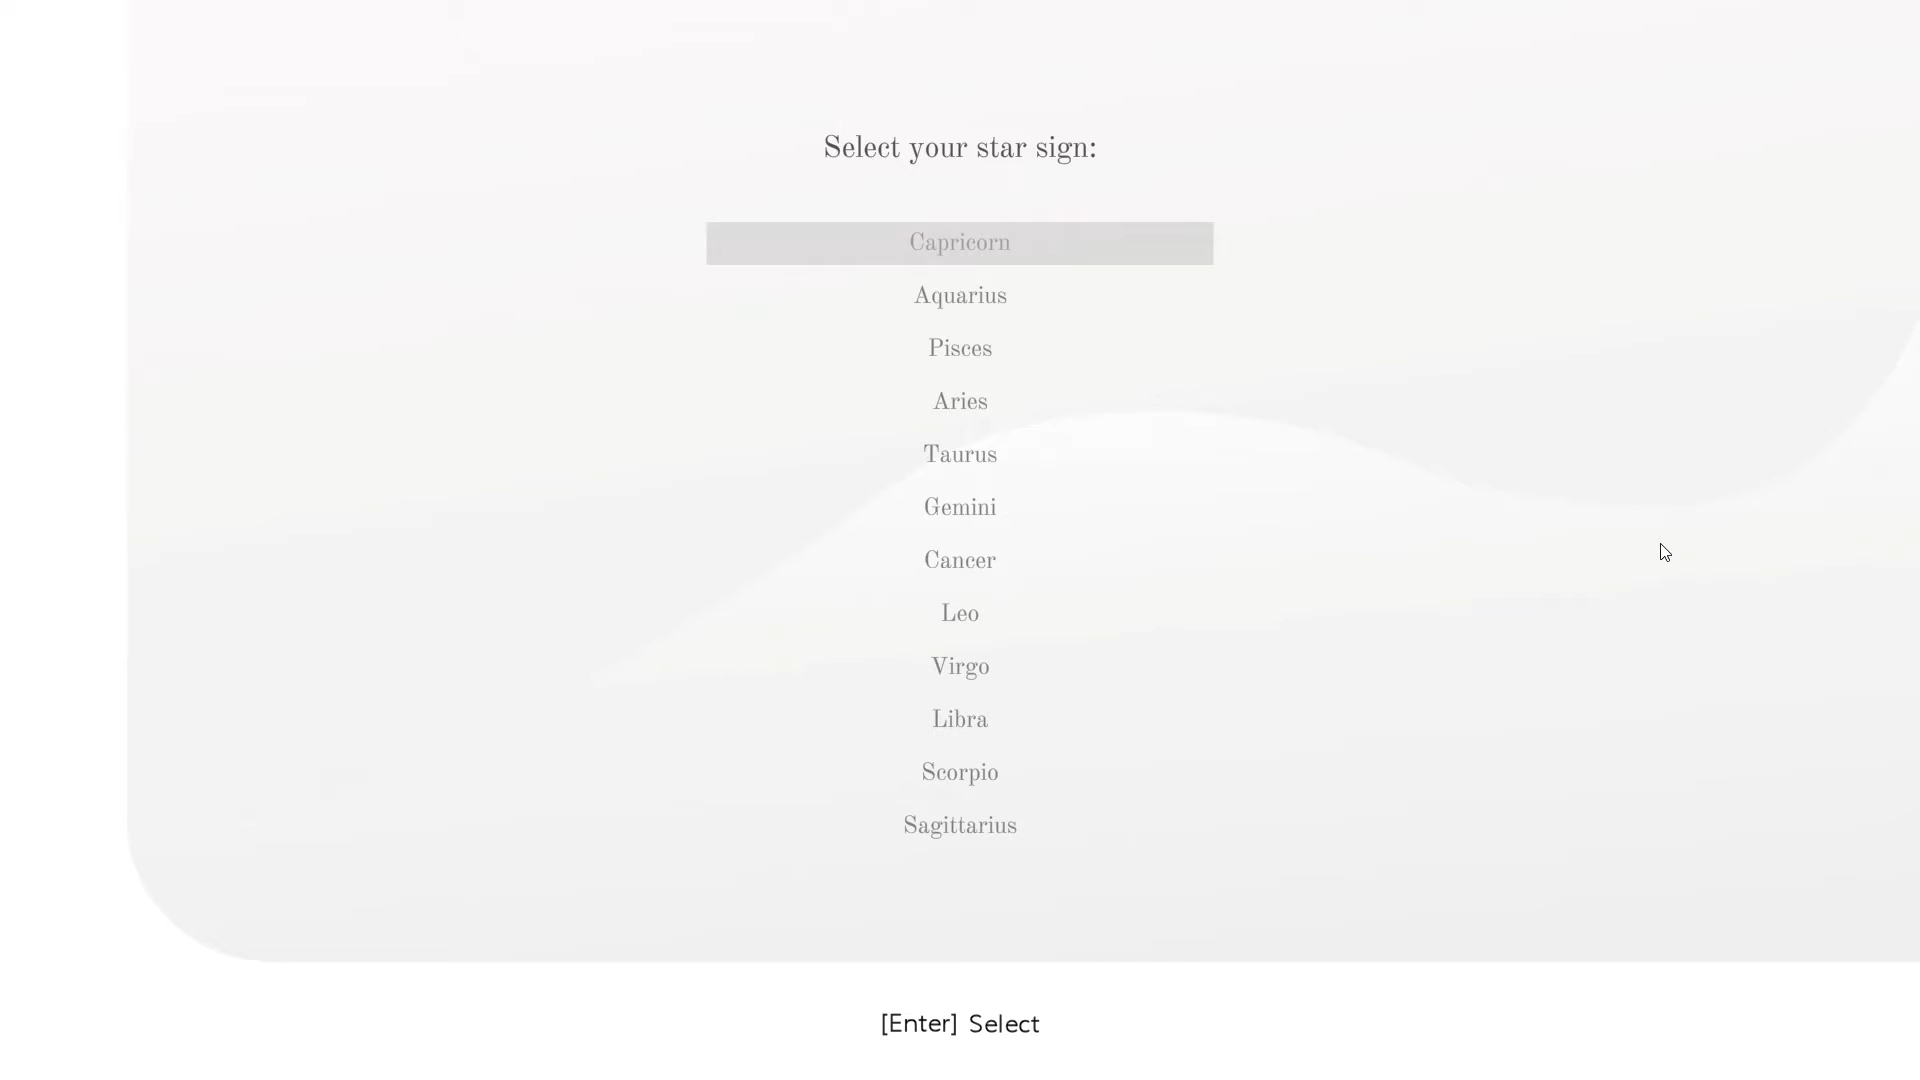 Select your star sign:
Capricorn
Aquarius
Pisces
Aries
Taurus
Gemini
Cancer
Leo
Virgo
Libra
Scorpio
Sagittarius
[Enter] Select